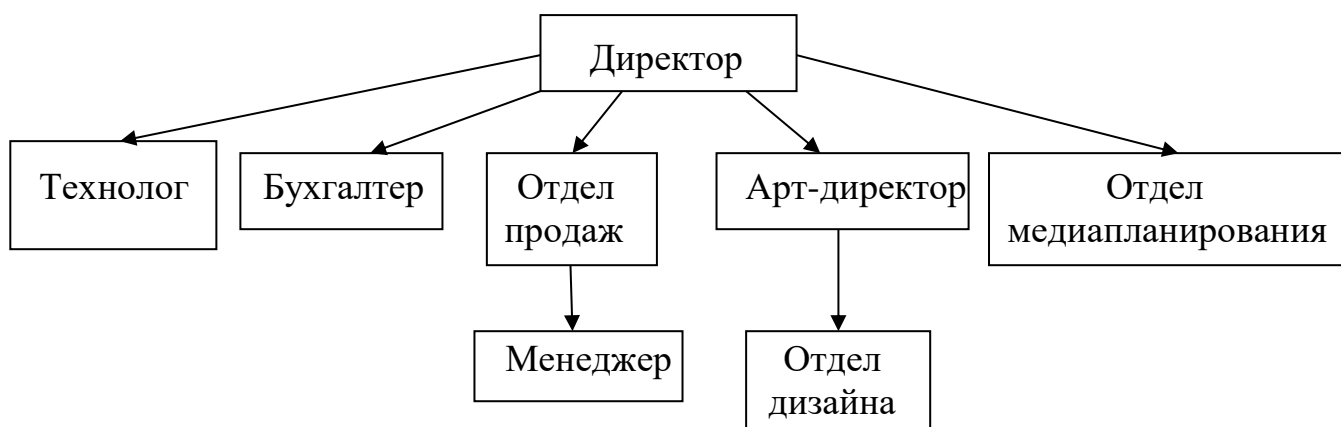 Директор
Технолог
Бухгалтер
Отдел
продаж
Арт-директор
Отдел
медиапланирования
Менеджер
Отдел
дизайна